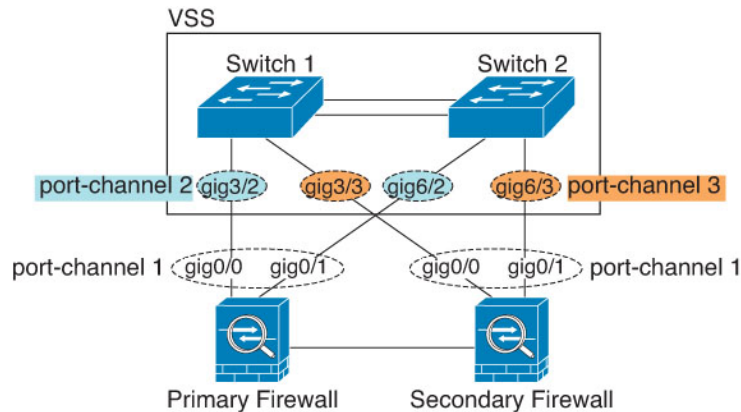 VSS
Switch 1
Switch 2
port-channel 2
gig3/2
gig3/3
gig6/2
gig6/3
port-channel 3
port-channel 1
gig0/0
gig0/1
gig0/0
gig0/1
port-channel 1
Primary Firewall
Secondary Firewall